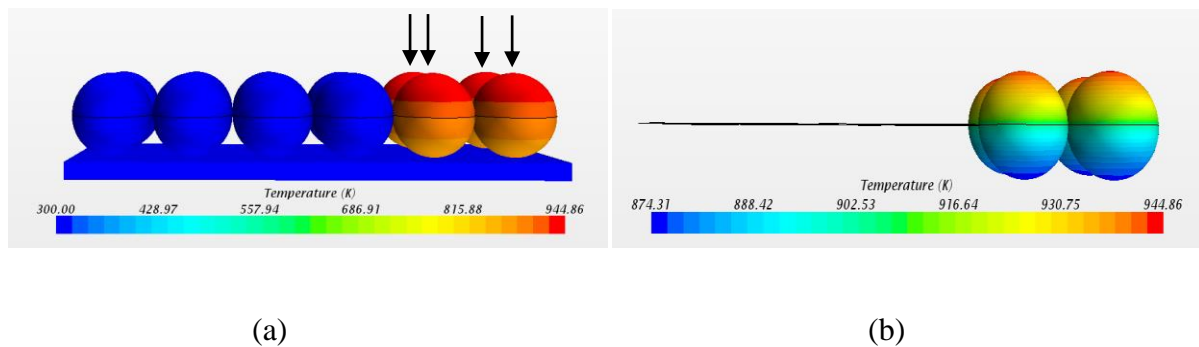 Temperature (K)
300.00 428.97 557.94 686.91 815.88 944.86
Temperature (K)
874.31 888.42 902.53 916.64 930.75 944.86
(a)
(b)